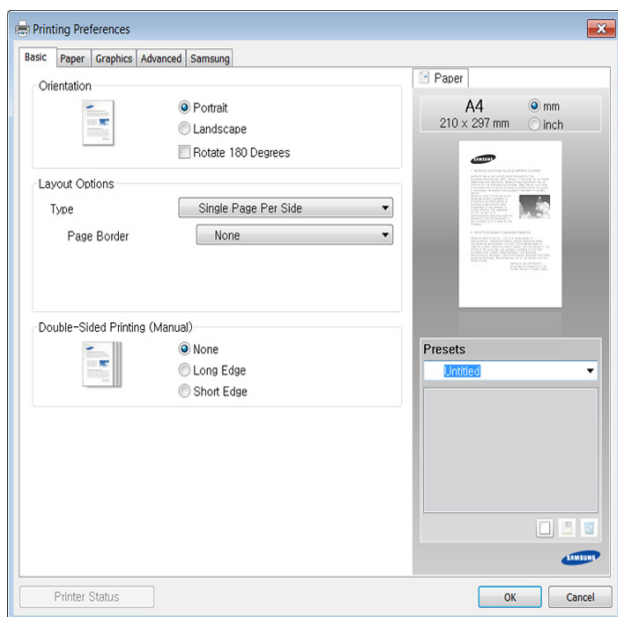 Printing Preferences
Basic Paper Graphics Advanced Samsung
Orientation
Portrait
Landscape
Rotate 180 Degrees
Layout Options
Type Single Page Per Side
Page Border None
Double-Sided Printing (Manual)
None
Long Edge
Short Edge
Paper
A4
210 x 297 mm
mm
inch
SAMSUNG
Presets
Untitled
SAMSUNG
Printer Status
OK Cancel